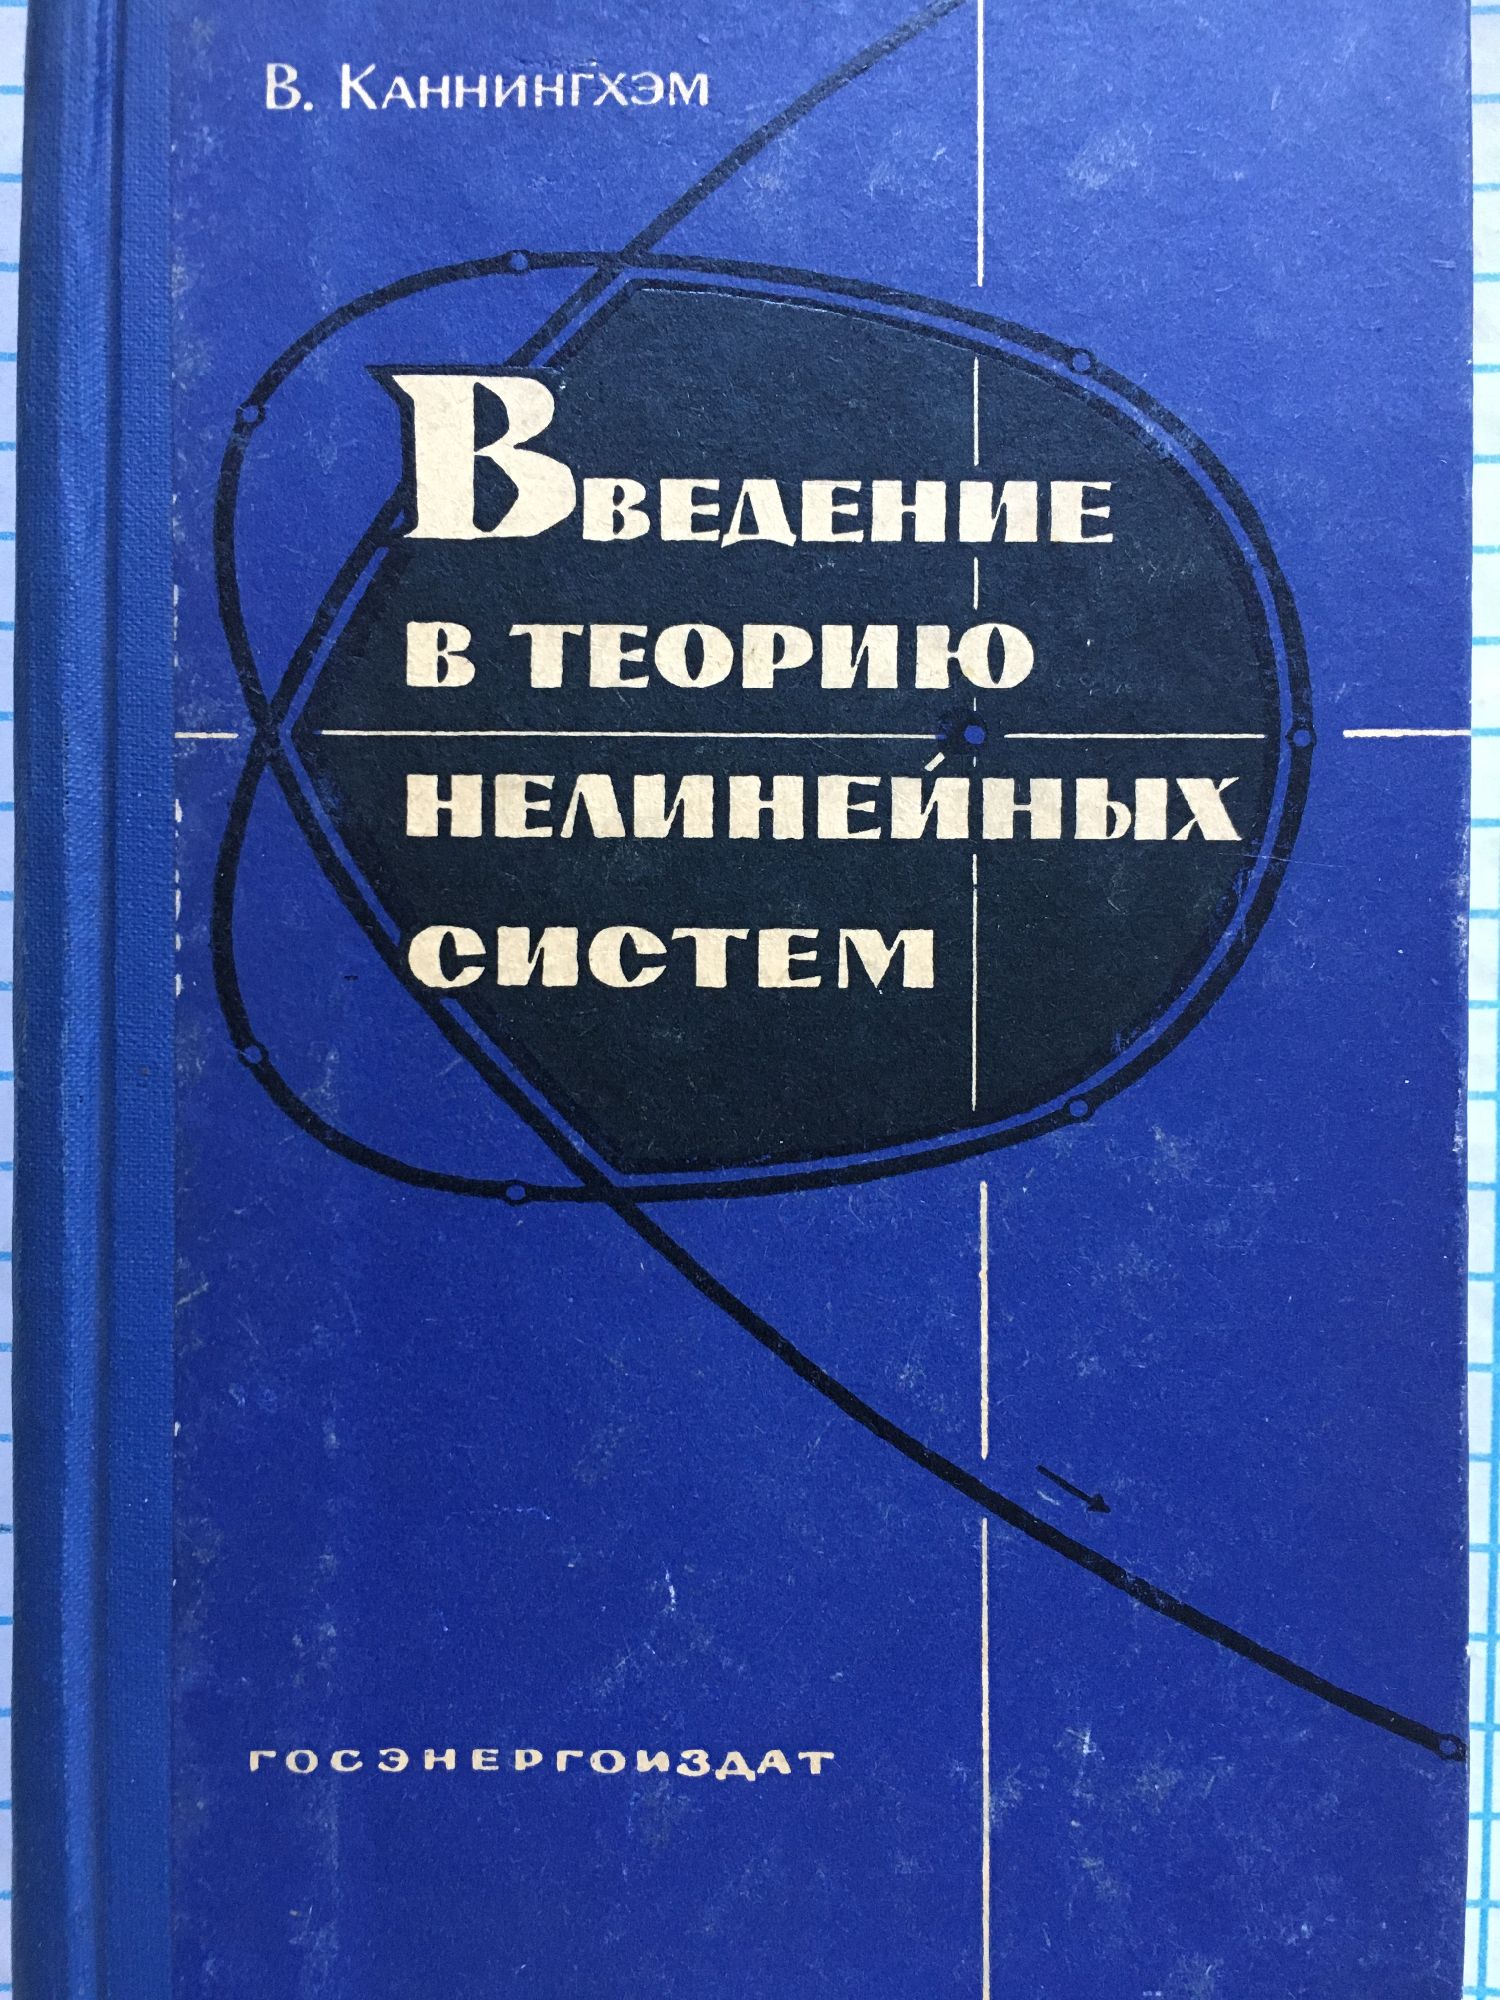 В. Каннингхэм
Введение
в теорию
нелинейных
систем
Госэнергоиздат